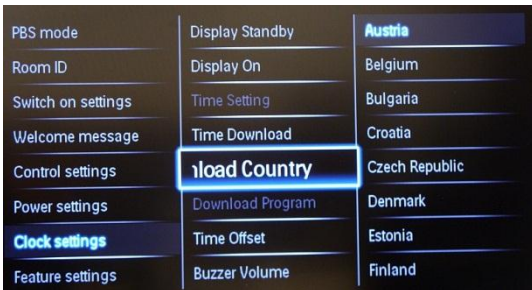 PBS mode
Room ID
Switch on settings
Welcome message
Control settings
Power settings
Clock settings
Feature settings
Display Standby
Display On
Time Setting
Time Download
load Country
Download Program
Time Offset
Buzzer Volume
Austria
Belgium
Bulgaria
Croatia
Czech Republic
Denmark
Estonia
Finland